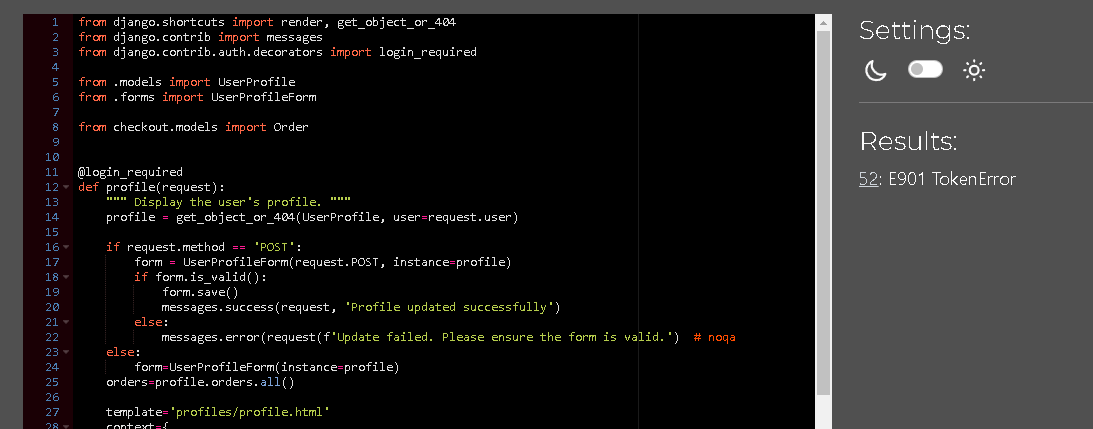 1 from django.shortcuts import render, get_object_or_404
2 from django.contrib import messages
3 from django.contrib.auth.decorators import login_required
4
5 from .models import UserProfile
6 from .forms import UserProfileForm
7
8 from checkout.models import Order
9
10
11 @login_required
12 def profile(request):
13     """ Display the user's profile. """
14     profile = get_object_or_404(UserProfile, user=request.user)
15
16     if request.method == 'POST':
17         form = UserProfileForm(request.POST, instance=profile)
18         if form.is_valid():
19             form.save()
20             messages.success(request, 'Profile updated successfully')
21         else:
22             messages.error(request(f'Update failed. Please ensure the form is valid.')  # noqa
23     else:
24         form=UserProfileForm(instance=profile)
25     orders=profile.orders.all()
26
27     template='profiles/profile.html'
28     context={
Settings:
Results:
52: E901 TokenError